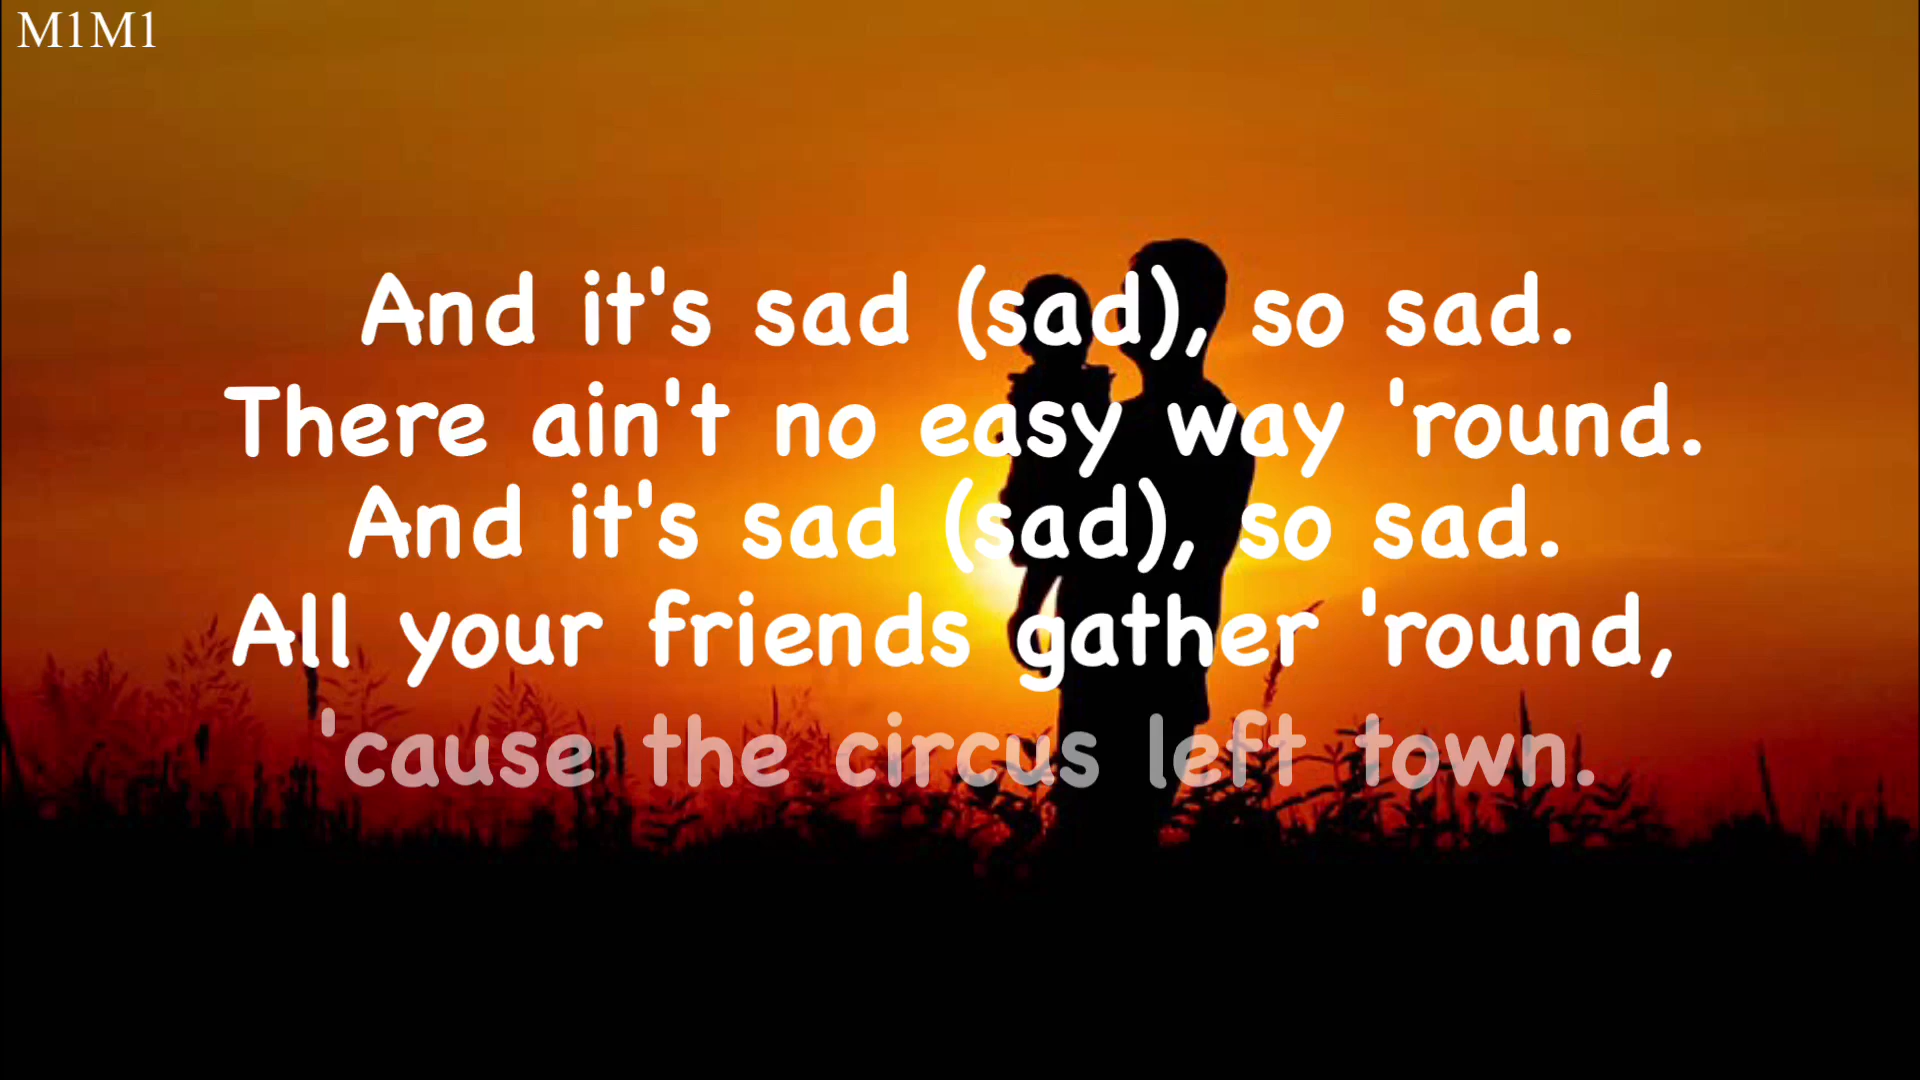 M1M1
And it's sad (sad), so sad.
There ain't no easy way 'round.
And it's sad (sad), so sad.
All your friends gather 'round,
'cause the circus left town.